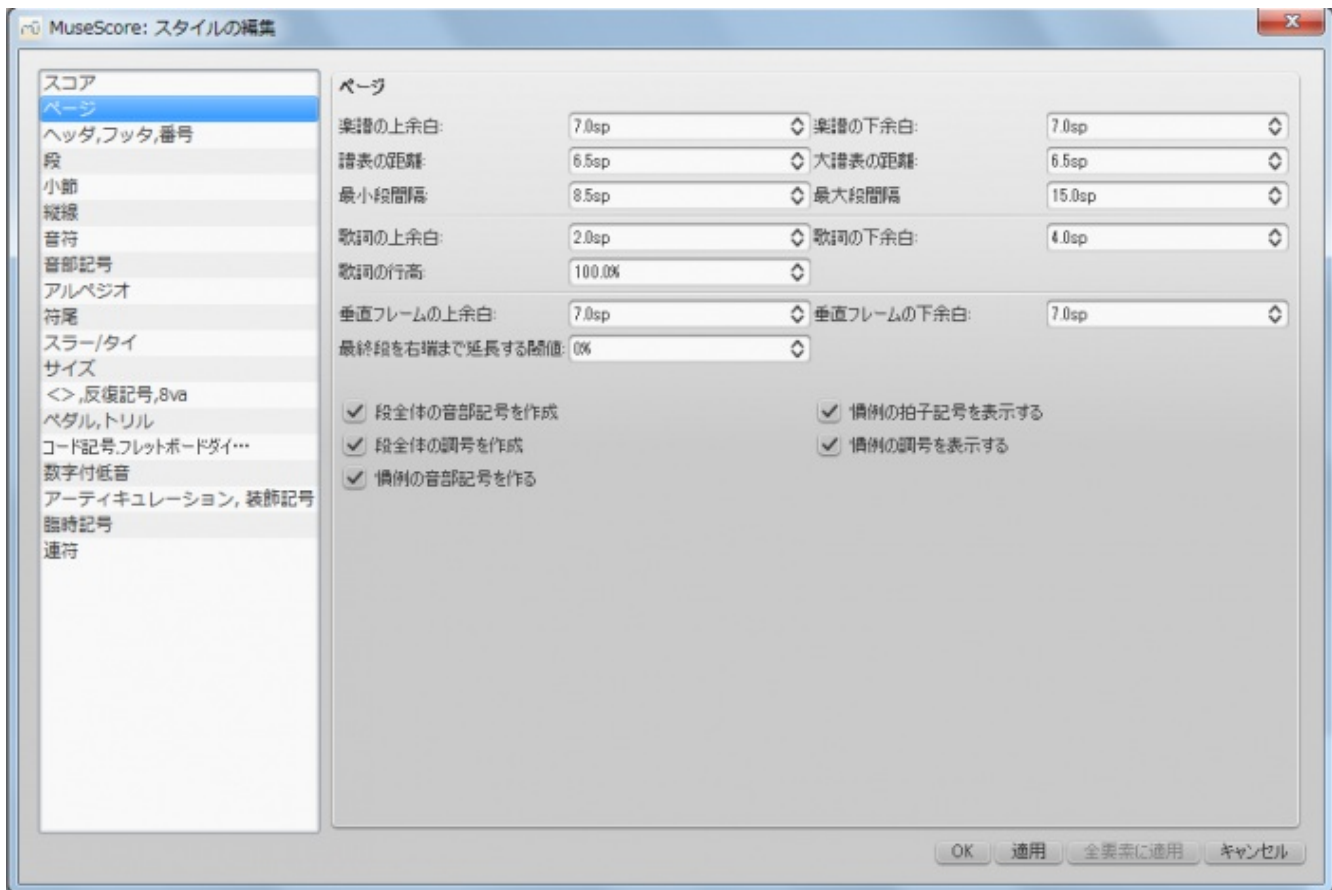 MuseScore: スタイルの編集
スコア
ページ
ヘッダ,フッタ,番号
段
小節
縦線
音符
音部記号
アルペジオ
符尾
スラー/タイ
サイズ
<> ,反復記号,8va
ペダル,トリル
コード記号,フレットボードダイ…
数字付低音
アーティキュレーション, 装飾記号
臨時記号
連符
ページ
楽譜の上余白: 7.0sp 楽譜の下余白: 7.0sp
譜表の距離: 6.5sp 大譜表の距離: 6.5sp
最小段間隔: 8.5sp 最大段間隔 15.0sp
歌詞の上余白: 2.0sp 歌詞の下余白: 4.0sp
歌詞の行高: 100.0%
垂直フレームの上余白: 7.0sp 垂直フレームの下余白: 7.0sp
最終段を右端まで延長する閾値: 0%
段全体の音部記号を作成 慣例の拍子記号を表示する
段全体の調号を作成 慣例の調号を表示する
慣例の音部記号を作る
OK 適用 全要素に適用 キャンセル